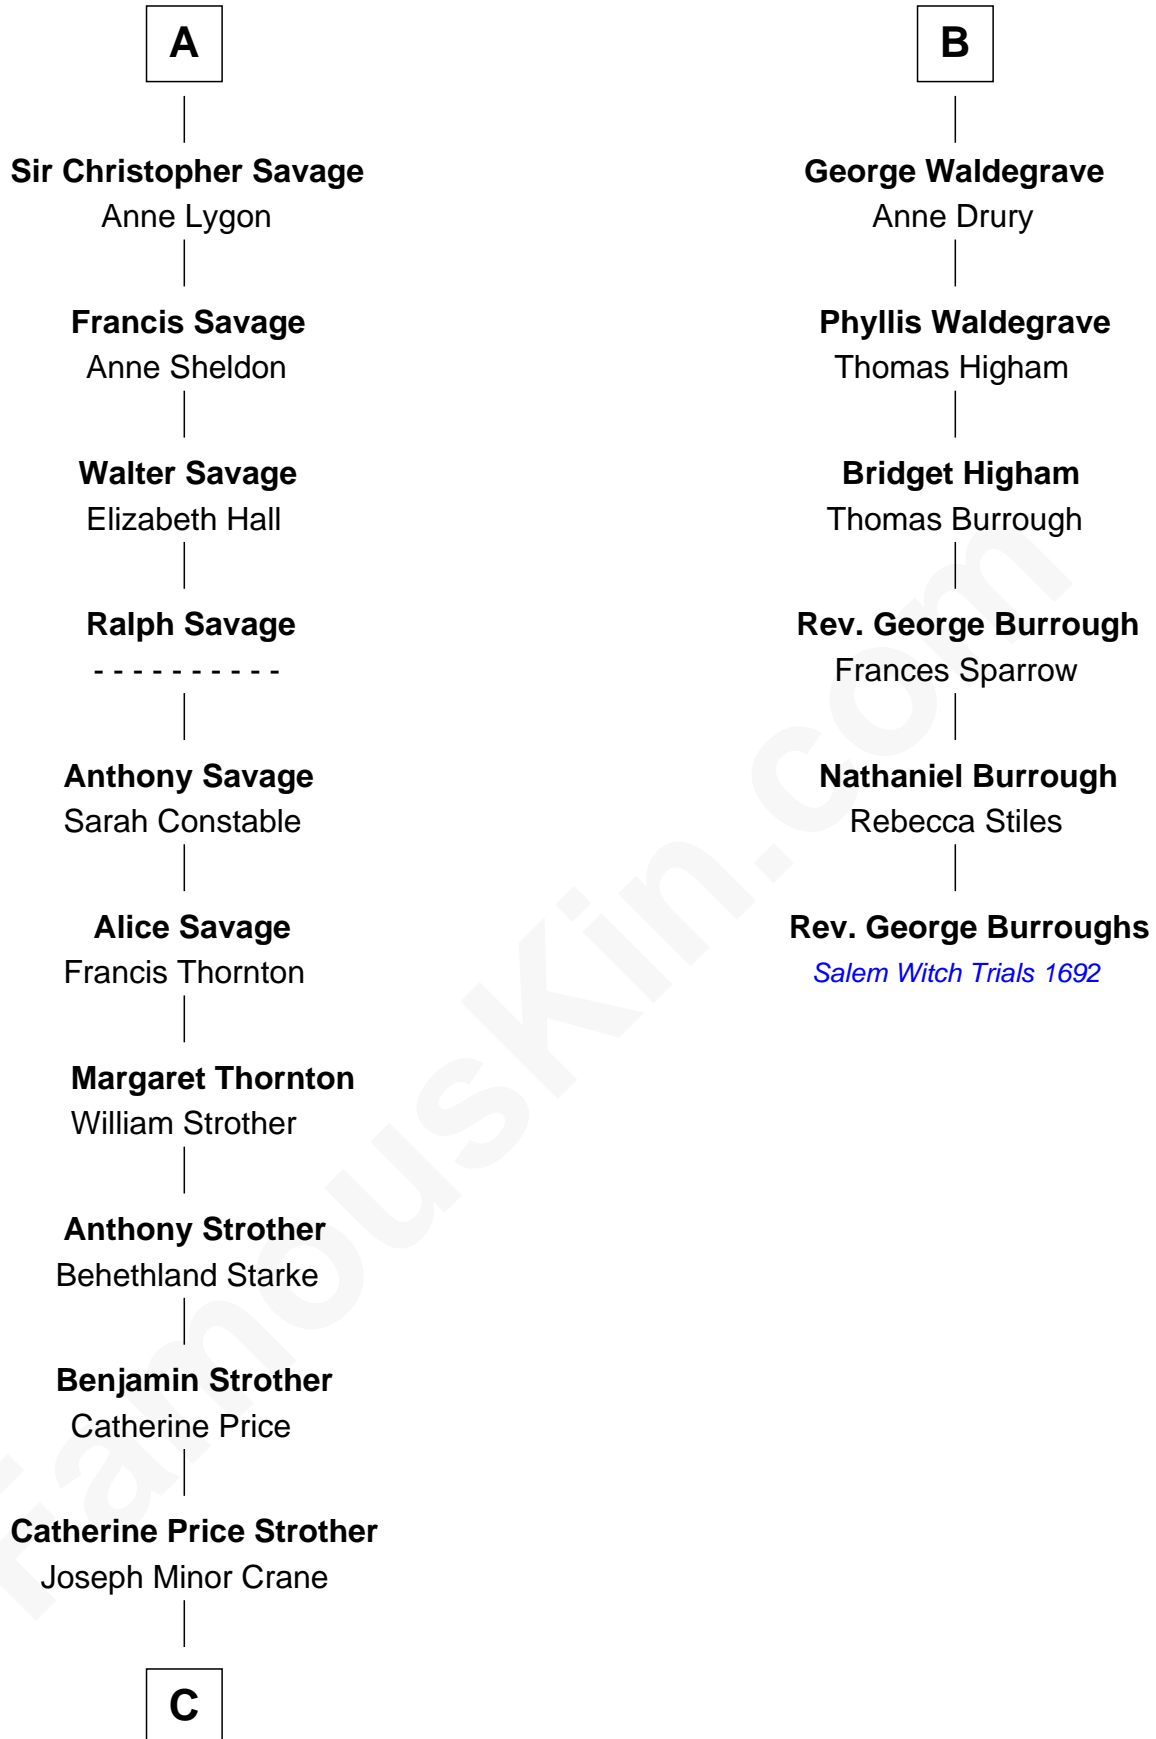 A
Sir Christopher Savage
Anne Lygon
Francis Savage
Anne Sheldon
Walter Savage
Elizabeth Hall
Ralph Savage
- - - - - - - - - -
Anthony Savage
Sarah Constable
Alice Savage
Francis Thornton
Margaret Thornton
William Strother
Anthony Strother
Behethland Starke
Benjamin Strother
Catherine Price
Catherine Price Strother
Joseph Minor Crane
C
B
George Waldegrave
Anne Drury
Phyllis Waldegrave
Thomas Higham
Bridget Higham
Thomas Burrough
Rev. George Burrough
Frances Sparrow
Nathaniel Burrough
Rebecca Stiles
Rev. George Burroughs
Salem Witch Trials 1692
FamousKin.com